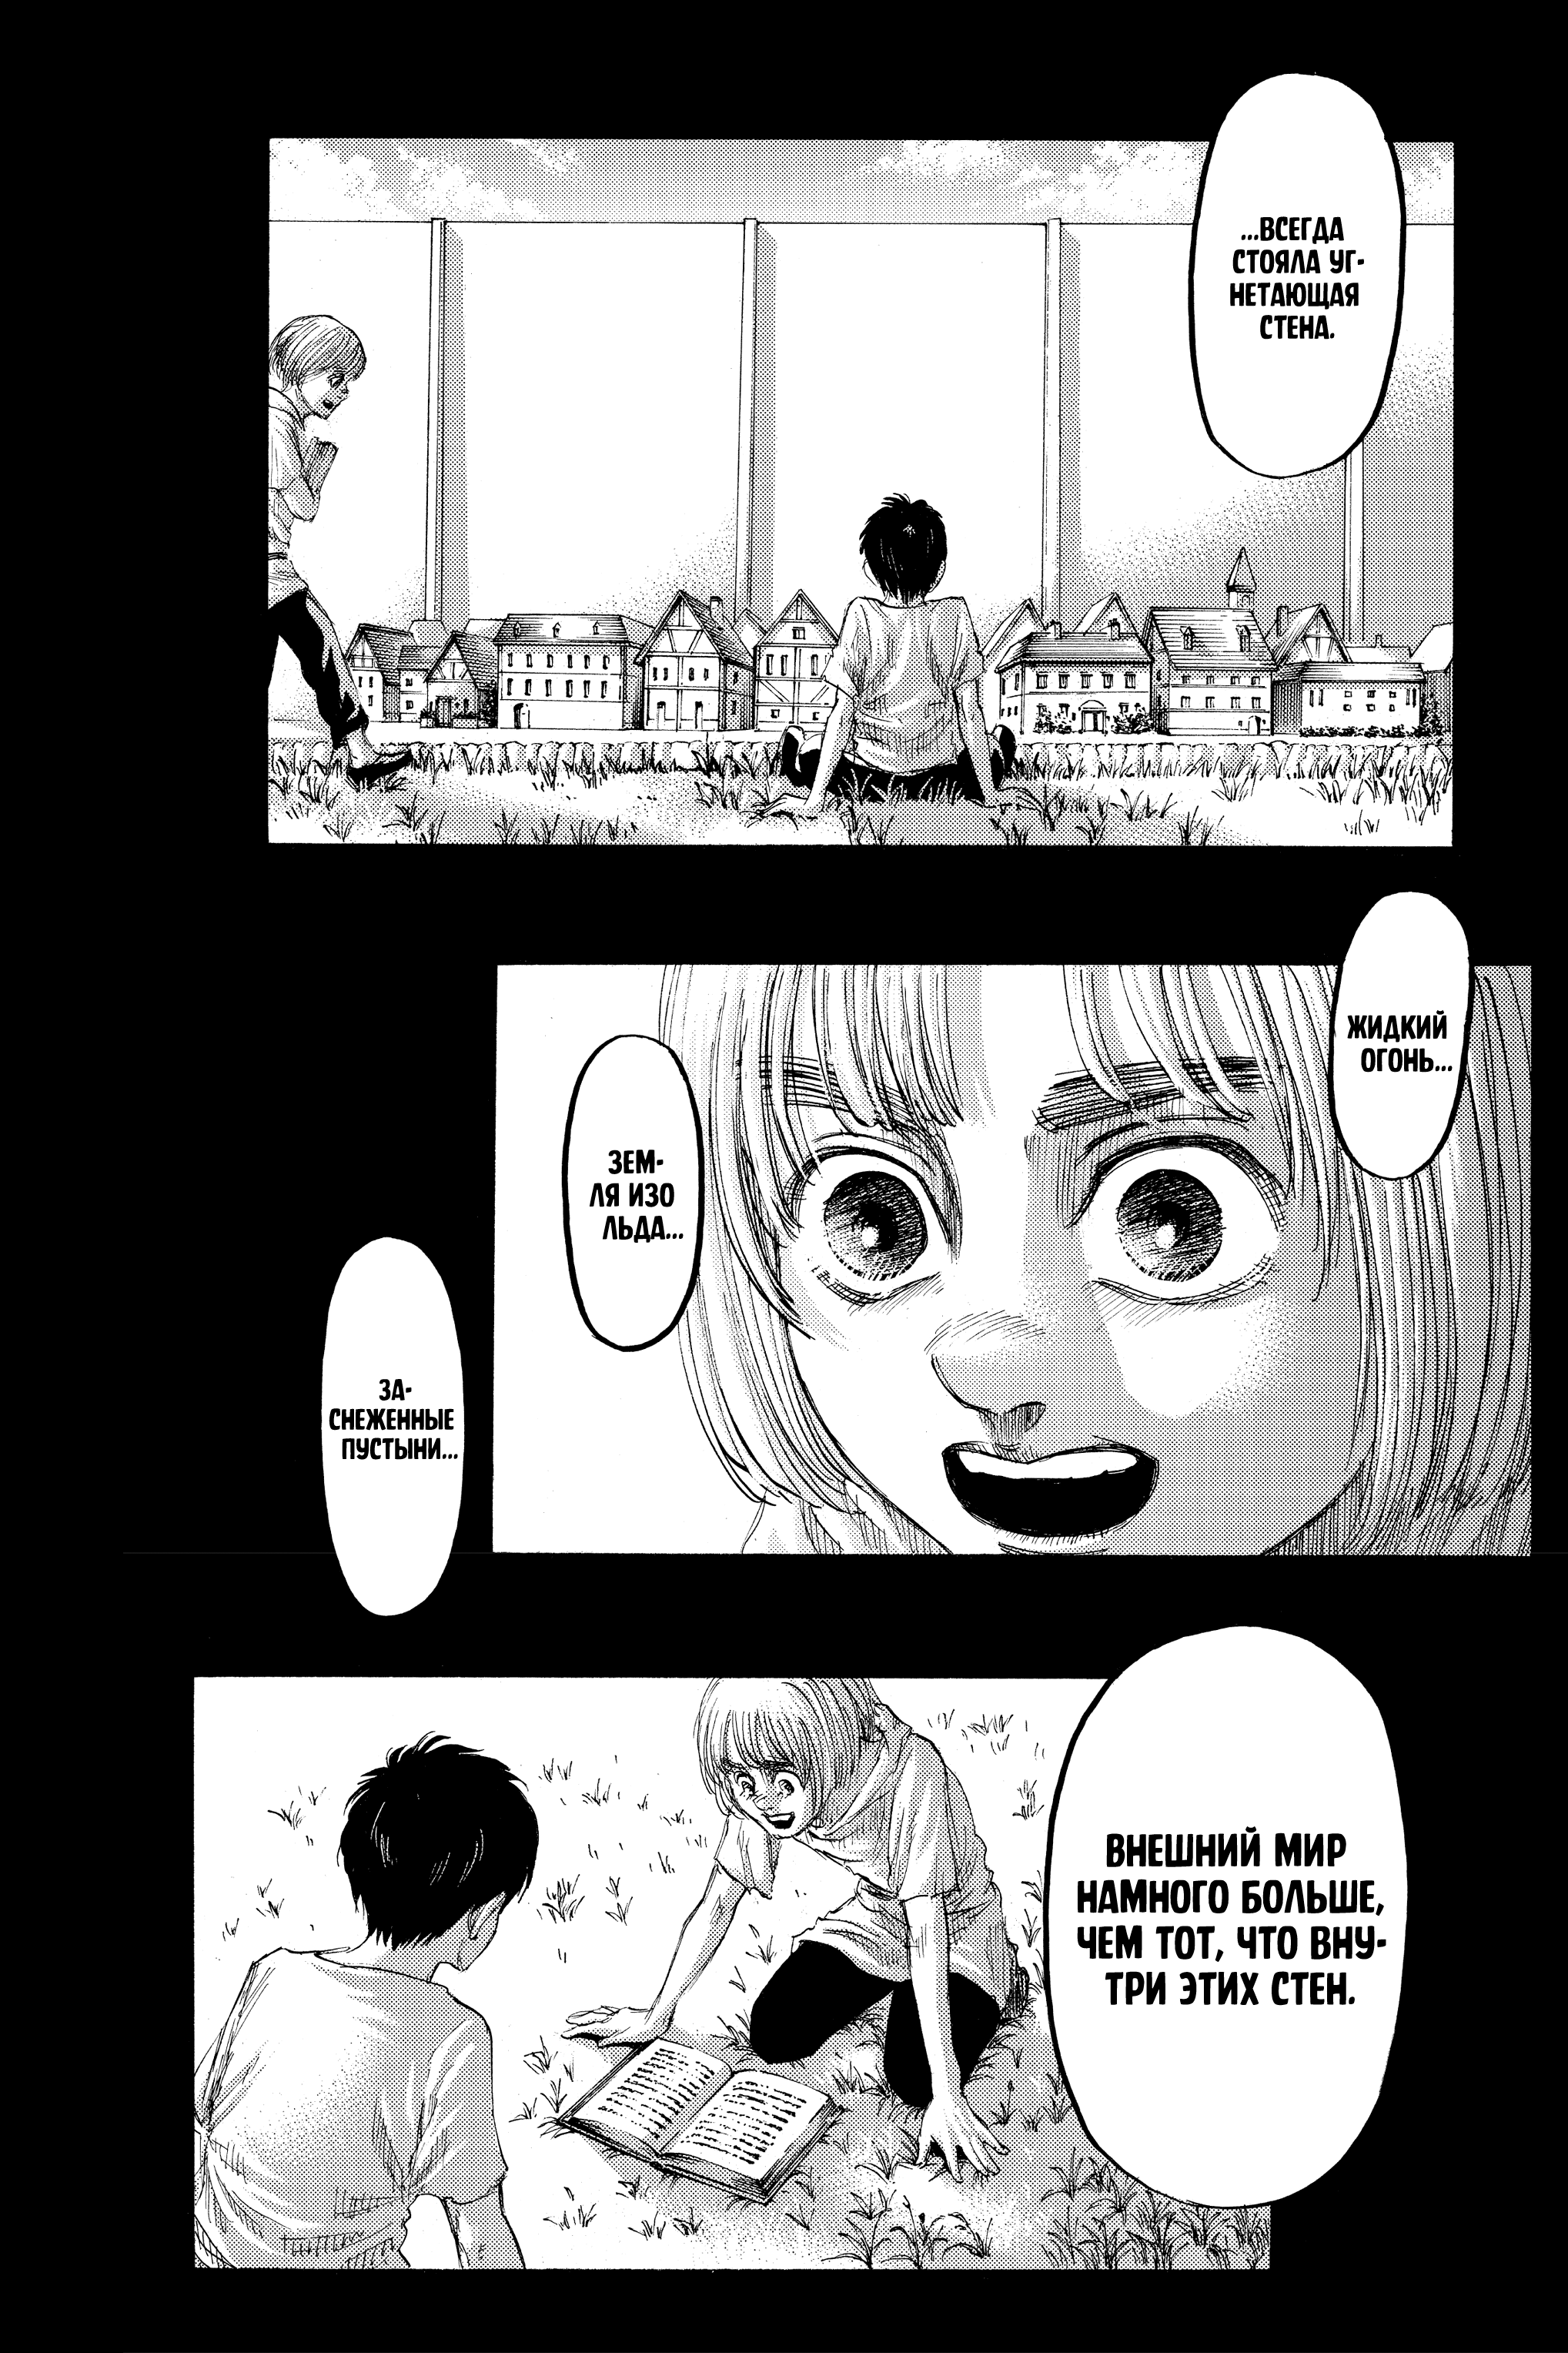 ...ВСЕГДА
СТОЯЛА УГ-
НЕТАЮЩАЯ
СТЕНА.
ЖИДКИЙ
ОГОНЬ...
ЗЕМ-
ЛЯ ИЗО
ЛЬДА...
ЗА-
СНЕЖЕННЫЕ
ПУСТЫНИ...
ВНЕШНИЙ МИР
НАМНОГО БОЛЬШЕ,
ЧЕМ ТОТ, ЧТО ВНУ-
ТРИ ЭТИХ СТЕН.